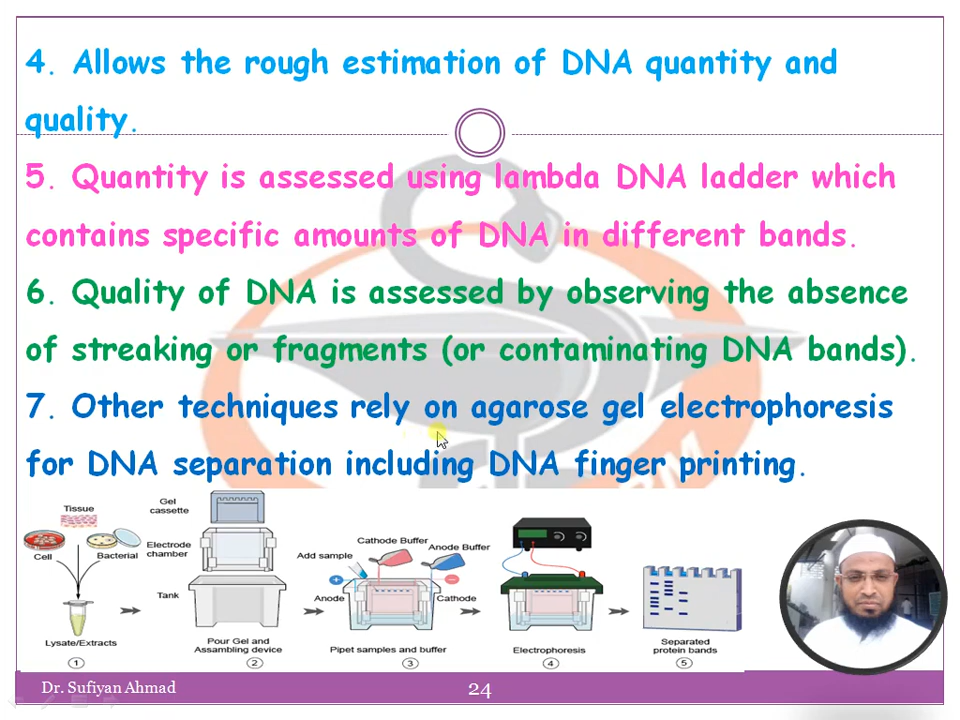 4. Allows the rough estimation of DNA quantity and
quality.
5. Quantity is assessed using lambda DNA ladder which
contains specific amounts of DNA in different bands.
6. Quality of DNA is assessed by observing the absence
of streaking or fragments (or contaminating DNA bands).
7. Other techniques rely on agarose gel electrophoresis
for DNA separation including DNA finger printing.
Tissue
Cell
Bacterial
Lysate/Extracts
1
Gel
cassette
Electrode
chamber
Tank
Pour Gel and
Assembling device
2
Add sample
Cathode Buffer
Anode Buffer
+
−
Anode
Cathode
Pipet samples and buffer
3
Electrophoresis
4
Separated
protein bands
5
Dr. Sufiyan Ahmad
24